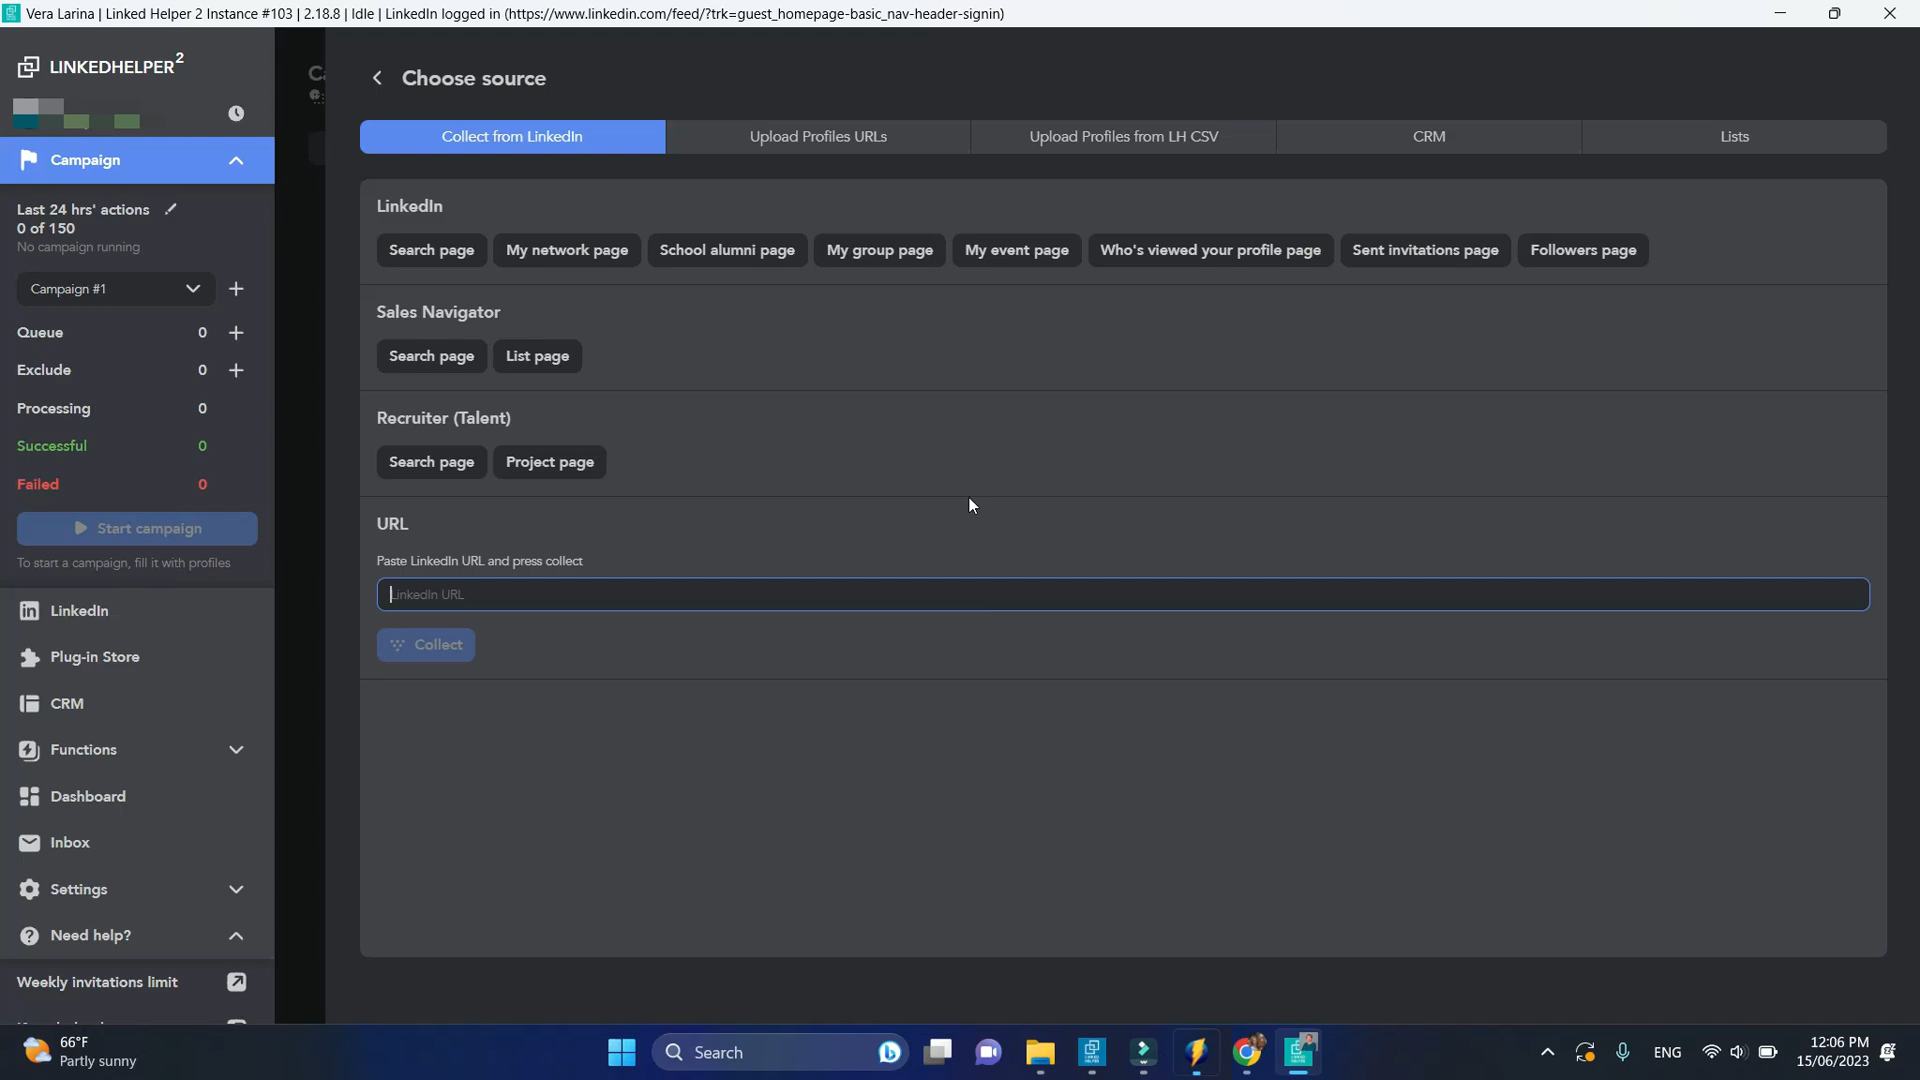 Vera Larina | Linked Helper 2 Instance #103 | 2.18.8 | Idle | LinkedIn logged in (https://www.linkedin.com/feed/?trk=guest_homepage-basic_nav-header-signin)
LINKEDHELPER2
Choose source
Collect from LinkedIn
Upload Profiles URLs
Upload Profiles from LH CSV
CRM
Lists
Campaign
Last 24 hrs' actions
0 of 150
No campaign running
Campaign #1
Queue 0
Exclude 0
Processing 0
Successful 0
Failed 0
Start campaign
To start a campaign, fill it with profiles
LinkedIn
Plug-in Store
CRM
Functions
Dashboard
Inbox
Settings
Need help?
Weekly invitations limit
LinkedIn
Search page
My network page
School alumni page
My group page
My event page
Who's viewed your profile page
Sent invitations page
Followers page
Sales Navigator
Search page
List page
Recruiter (Talent)
Search page
Project page
URL
Paste LinkedIn URL and press collect
LinkedIn URL
Collect
66°F
Partly sunny
Search
ENG
12:06 PM
15/06/2023